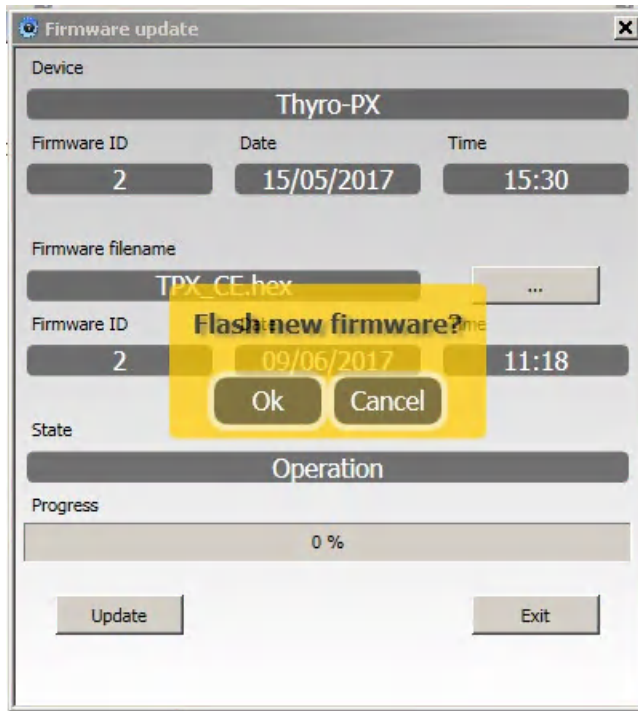 Firmware update
Device
Thyro-PX
Firmware ID Date Time
2 15/05/2017 15:30
Firmware filename
TPX_CE.hex ...
Firmware ID
Flash new firmware?
2 09/06/2017 11:18
Ok Cancel
State
Operation
Progress
0 %
Update Exit